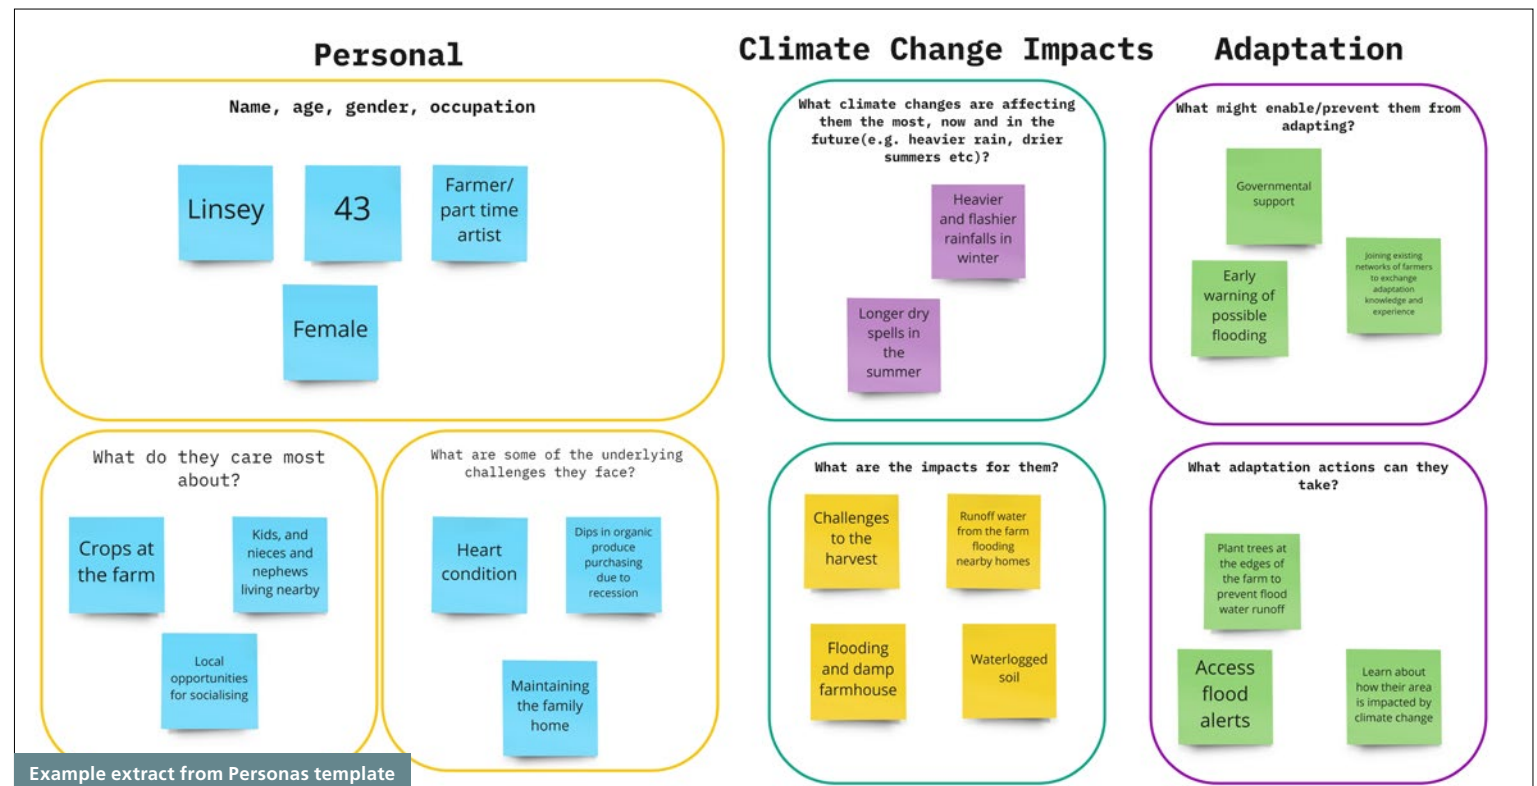 Personal
Name, age, gender, occupation
Linsey
43
Farmer/
part time
artist
Female
What do they care most
about?
Crops at
the farm
Kids, and
nieces and
nephews
living nearby
Local
opportunities
for socialising
What are some of the underlying
challenges they face?
Heart
condition
Dips in organic
produce
purchasing
due to
recession
Maintaining
the family
home
Climate Change Impacts
What climate changes are affecting
them the most, now and in the
future(e.g. heavier rain, drier
summers etc)?
Heavier
and flashier
rainfalls in
winter
Longer dry
spells in
the
summer
What are the impacts for them?
Challenges
to the
harvest
Runoff water
from the farm
flooding
nearby homes
Flooding
and damp
farmhouse
Waterlogged
soil
Adaptation
What might enable/prevent them from
adapting?
Governmental
support
Early
warning of
possible
flooding
Joining existing
networks of farmers
to exchange
adaptation
knowledge and
experience
What adaptation actions can they
take?
Plant trees at
the edges of
the farm to
prevent flood
water runoff
Access
flood
alerts
Learn about
how their area
is impacted by
climate change
Example extract from Personas template